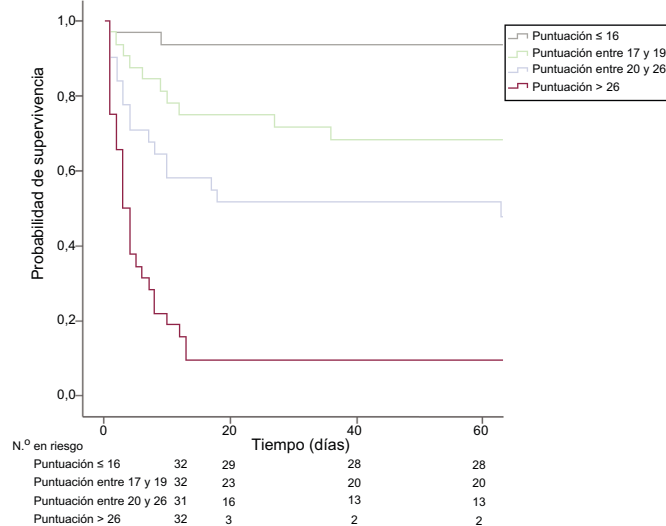 1,0
0,8
0,6
0,4
0,2
0,0
Probabilidad de supervivencia
Puntuación ≤ 16
Puntuación entre 17 y 19
Puntuación entre 20 y 26
Puntuación > 26
0 20 40 60
Tiempo (días)
N.º en riesgo
Puntuación ≤ 16 32 29 28 28
Puntuación entre 17 y 19 32 23 20 20
Puntuación entre 20 y 26 31 16 13 13
Puntuación > 26 32 3 2 2